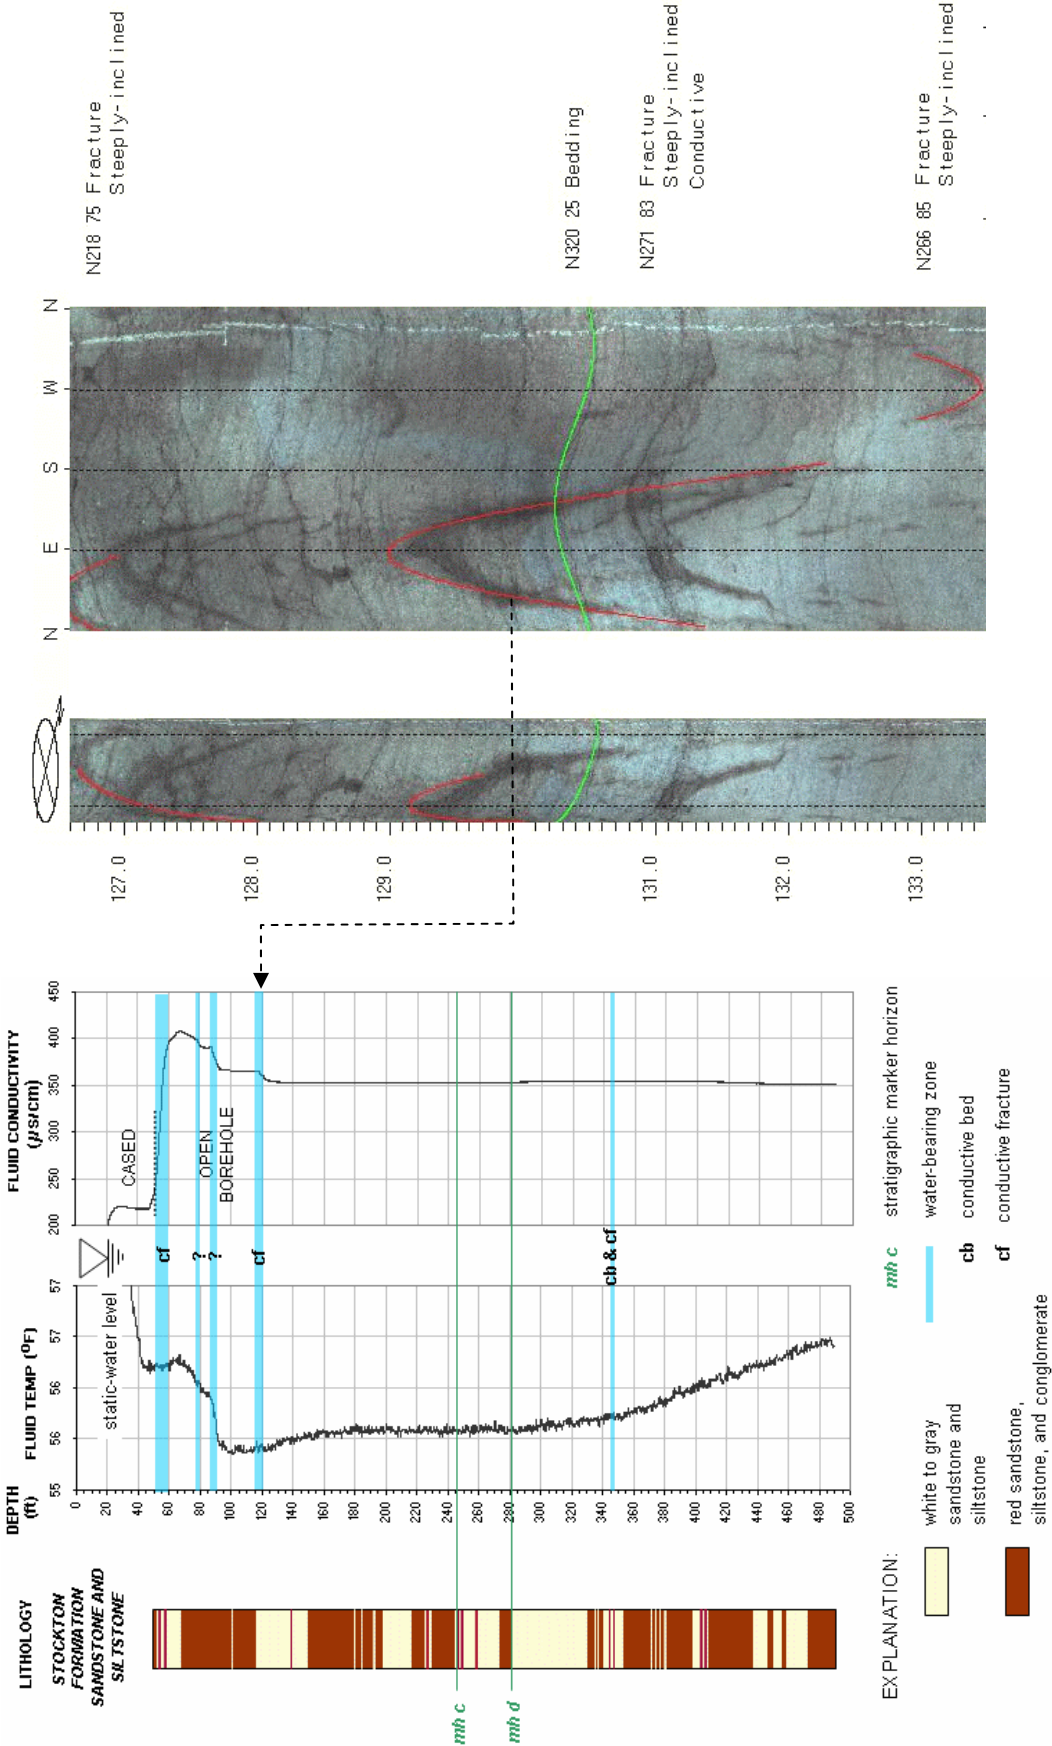 N218 75 Fracture
Steeply-inclined
N320 25 Bedding
N271 83 Fracture
Steeply-inclined
Conductive
N266 85 Fracture
Steeply-inclined
N
W
S
E
N
127.0
128.0
129.0
131.0
132.0
133.0
FLUID CONDUCTIVITY
(µs/cm)
450
400
350
300
250
200
CASED
OPEN
BOREHOLE
cf
?
?
cf
cb & cf
FLUID TEMP (ºF)
57
57
56
56
55
static-water level
DEPTH
(ft)
0
20
40
60
80
100
120
140
160
180
200
220
240
260
280
300
320
340
360
380
400
420
440
460
480
500
LITHOLOGY
STOCKTON
FORMATION
SANDSTONE AND
SILTSTONE
mh c
mh d
EXPLANATION:
white to gray
sandstone and
siltstone
red sandstone,
siltstone, and conglomerate
mh c stratigraphic marker horizon
water-bearing zone
cb conductive bed
cf conductive fracture